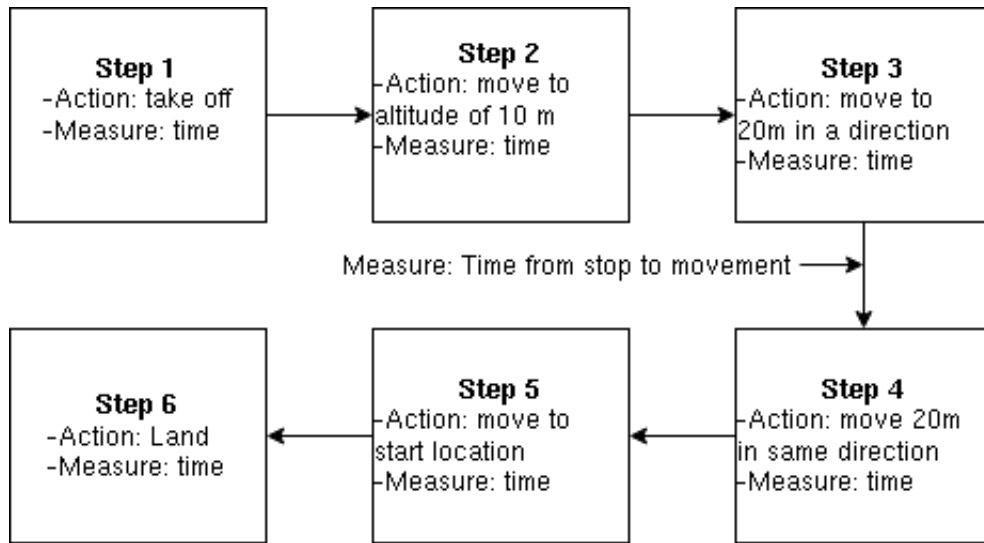 Step 1
-Action: take off
-Measure: time
Step 2
-Action: move to
altitude of 10 m
-Measure: time
Step 3
-Action: move to
20m in a direction
-Measure: time
Measure: Time from stop to movement
Step 4
-Action: move 20m
in same direction
-Measure: time
Step 5
-Action: move to
start location
-Measure: time
Step 6
-Action: Land
-Measure: time